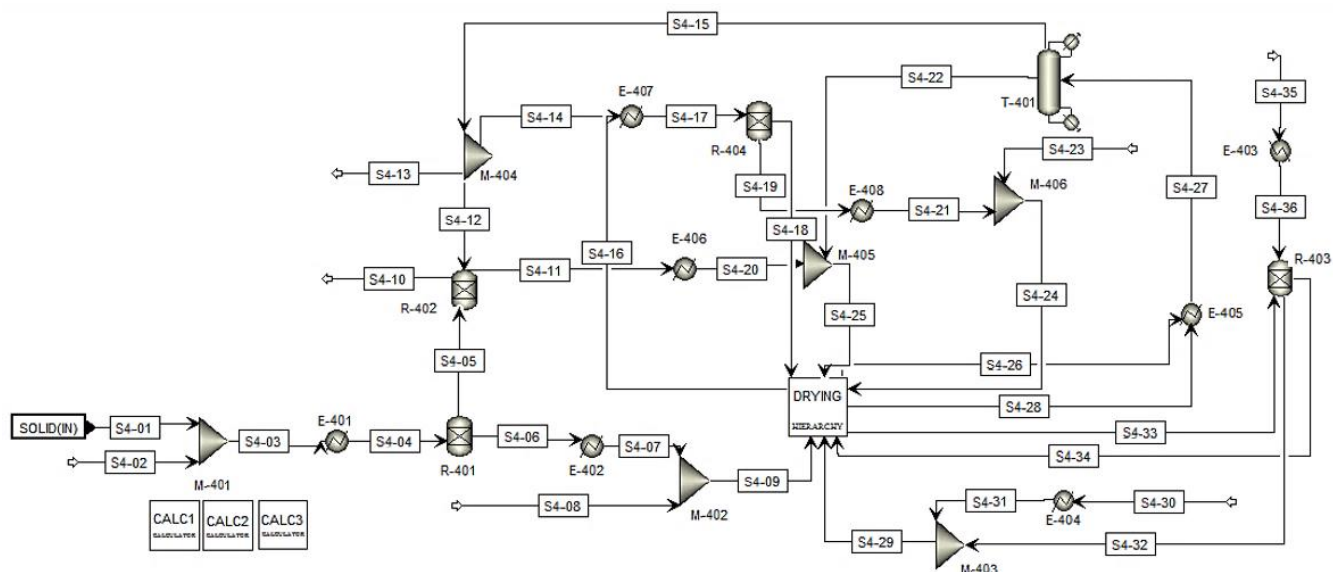 S4-15
S4-22
T-401
S4-35
E-407
S4-14
S4-17
R-404
E-403
S4-23
M-406
S4-27
S4-13
M-404
S4-19
E-408
S4-21
S4-36
S4-12
S4-18
E-406
S4-16
M-405
S4-10
S4-11
S4-20
R-403
R-402
S4-24
S4-25
E-405
S4-05
S4-26
DRYING
HIERARCHY
S4-28
SOLID(IN)
S4-01
E-401
S4-03
S4-04
S4-06
S4-07
S4-33
S4-02
R-401
E-402
S4-34
M-401
S4-09
S4-08
S4-31
S4-30
M-402
E-404
CALC1
CALCULATOR
CALC2
CALCULATOR
CALC3
CALCULATOR
S4-29
S4-32
M-403